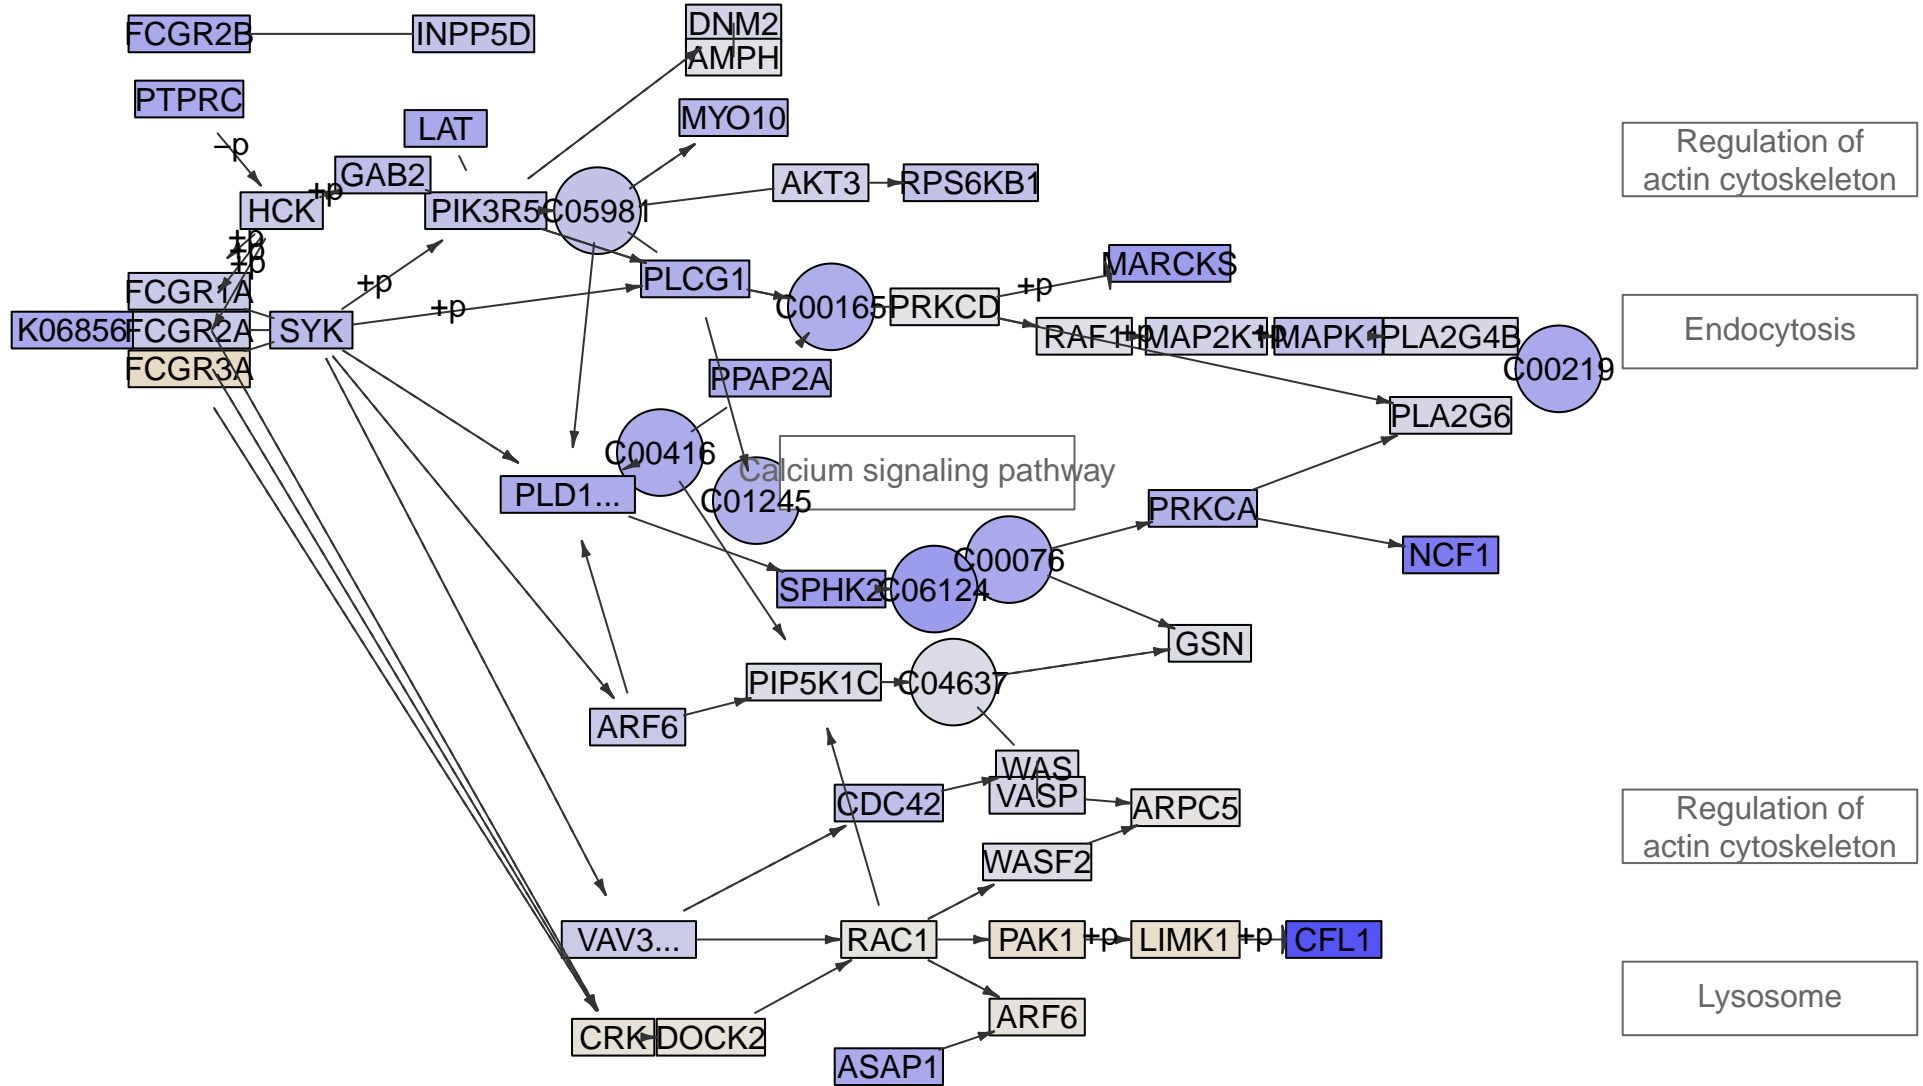 FCGR2B
INPP5D
DNM2
AMPH
PTPRC
LAT
MYO10
Regulation of
actin cytoskeleton
−p
GAB2
+p
HCK
PIK3R5
C05981
AKT3
RPS6KB1
+p
+p
+p
FCGR1A
+p
PLCG1
C00165
PRKCD
+p
MARCKS
K06856
FCGR2A
SYK
+p
RAF1
+p
MAP2K1
+p
MAPK1
PLA2G4B
C00219
Endocytosis
FCGR3A
PPAP2A
PLA2G6
C00416
Calcium signaling pathway
PLD1...
C01245
PRKCA
NCF1
C00076
SPHK2
C06124
GSN
PIP5K1C
C04637
ARF6
WAS
VASP
CDC42
ARPC5
Regulation of
actin cytoskeleton
WASF2
VAV3...
RAC1
PAK1
+p
LIMK1
+p
CFL1
Lysosome
CRK
DOCK2
ARF6
ASAP1